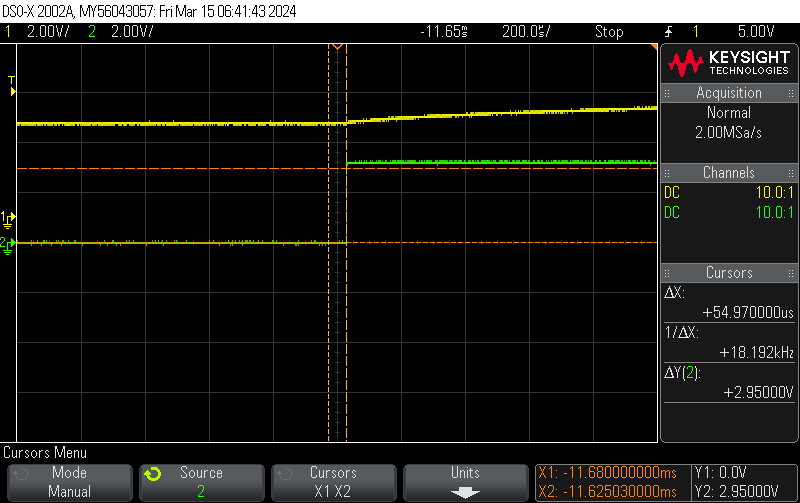 DSO-X 2002A, MY56043057: Fri Mar 15 06:41:43 2024
1 2.00V/ 2 2.00V/ -11.65ms 200.0s/ Stop 1 5.00V
KEYSIGHT
TECHNOLOGIES
Acquisition
Normal
2.00MSa/s
Channels
DC 10.0:1
DC 10.0:1
Cursors
ΔX:
+54.970000us
1/ΔX:
+18.192kHz
ΔY(2):
+2.95000V
T
1
2
Cursors Menu
Mode
Manual
Source
2
Cursors
X1 X2
Units
X1: -11.680000000ms
X2: -11.625030000ms
Y1: 0.0V
Y2: 2.95000V